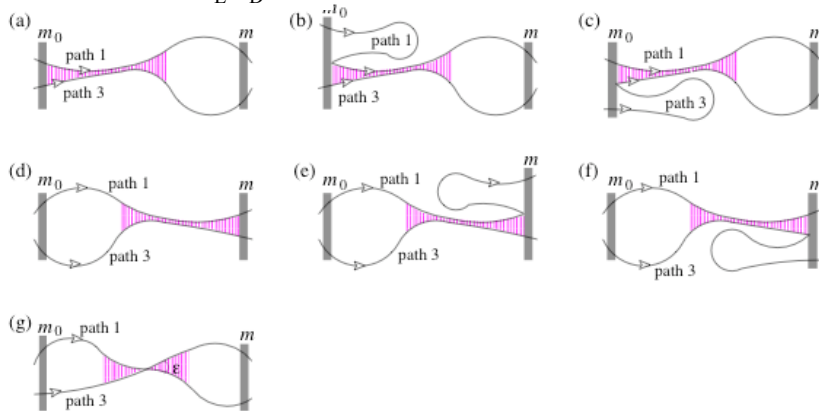 (a) m₀ path 1 m
path 3
(b) m₀ path 1 m
path 3
(c) m₀ path 1 m
path 3
(d) m₀ path 1 m
path 3
(e) m₀ path 1 m
path 3
(f) m₀ path 1
path 3
(g) m₀ path 1 m
ε
path 3